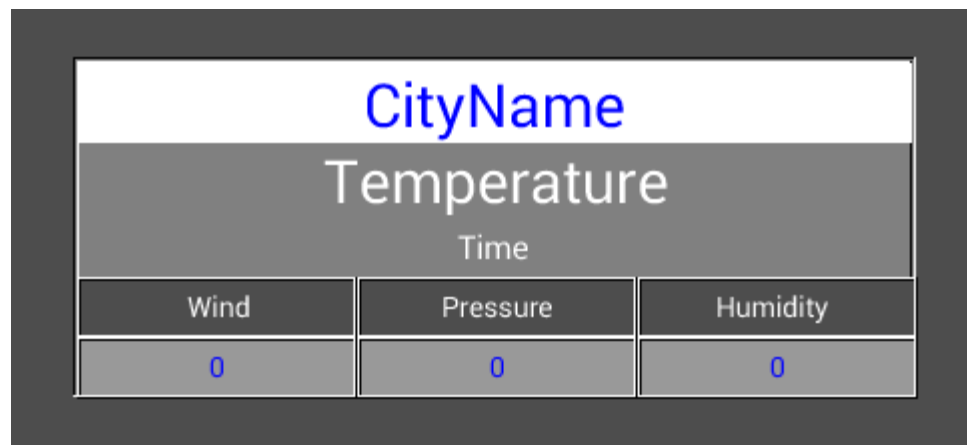 CityName
Temperature
Time
Wind Pressure Humidity
0 0 0